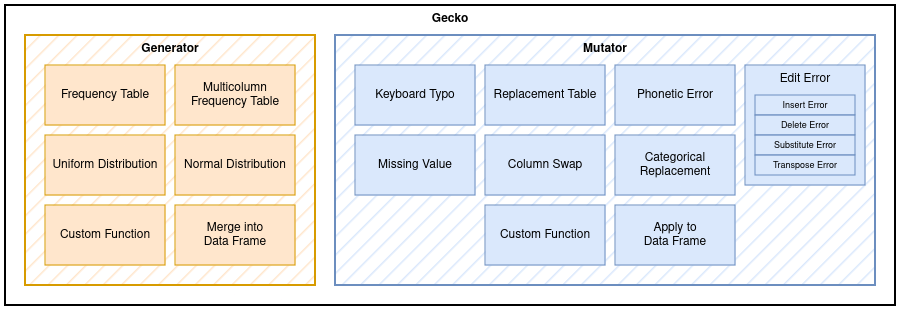 Gecko
Generator
Frequency Table
Multicolumn
Frequency Table
Uniform Distribution
Normal Distribution
Custom Function
Merge into
Data Frame
Mutator
Keyboard Typo
Replacement Table
Phonetic Error
Edit Error
Insert Error
Delete Error
Substitute Error
Transpose Error
Missing Value
Column Swap
Categorical
Replacement
Custom Function
Apply to
Data Frame